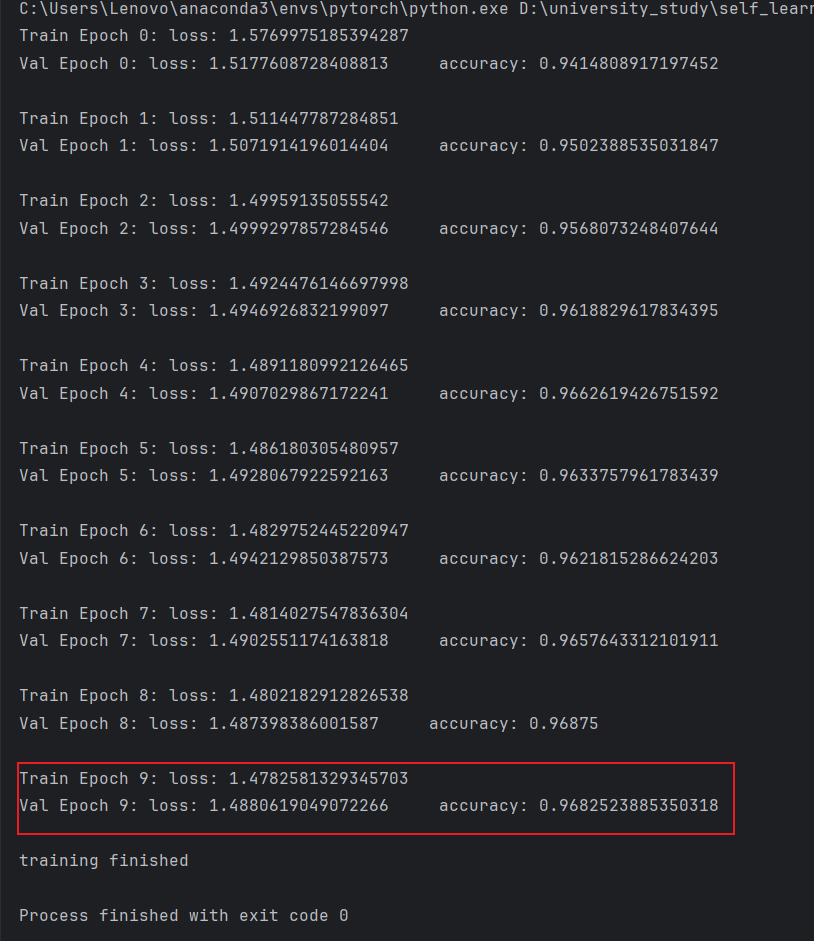 C:\Users\Lenovo\anaconda3\envs\pytorch\python.exe D:\university_study\self_learn
Train Epoch 0: loss: 1.5769975185394287
Val Epoch 0: loss: 1.5177608728408813     accuracy: 0.9414808917197452
Train Epoch 1: loss: 1.511447787284851
Val Epoch 1: loss: 1.5071914196014404     accuracy: 0.9502388535031847
Train Epoch 2: loss: 1.49959135055542
Val Epoch 2: loss: 1.4999297857284546     accuracy: 0.9568073248407644
Train Epoch 3: loss: 1.4924476146697998
Val Epoch 3: loss: 1.4946926832199097     accuracy: 0.9618829617834395
Train Epoch 4: loss: 1.4891180992126465
Val Epoch 4: loss: 1.4907029867172241     accuracy: 0.9662619426751592
Train Epoch 5: loss: 1.486180305480957
Val Epoch 5: loss: 1.4928067922592163     accuracy: 0.9633757961783439
Train Epoch 6: loss: 1.4829752445220947
Val Epoch 6: loss: 1.4942129850387573     accuracy: 0.9621815286624203
Train Epoch 7: loss: 1.4814027547836304
Val Epoch 7: loss: 1.4902551174163818     accuracy: 0.9657643312101911
Train Epoch 8: loss: 1.4802182912826538
Val Epoch 8: loss: 1.487398386001587     accuracy: 0.96875
Train Epoch 9: loss: 1.4782581329345703
Val Epoch 9: loss: 1.4880619049072266     accuracy: 0.9682523885350318
training finished
Process finished with exit code 0